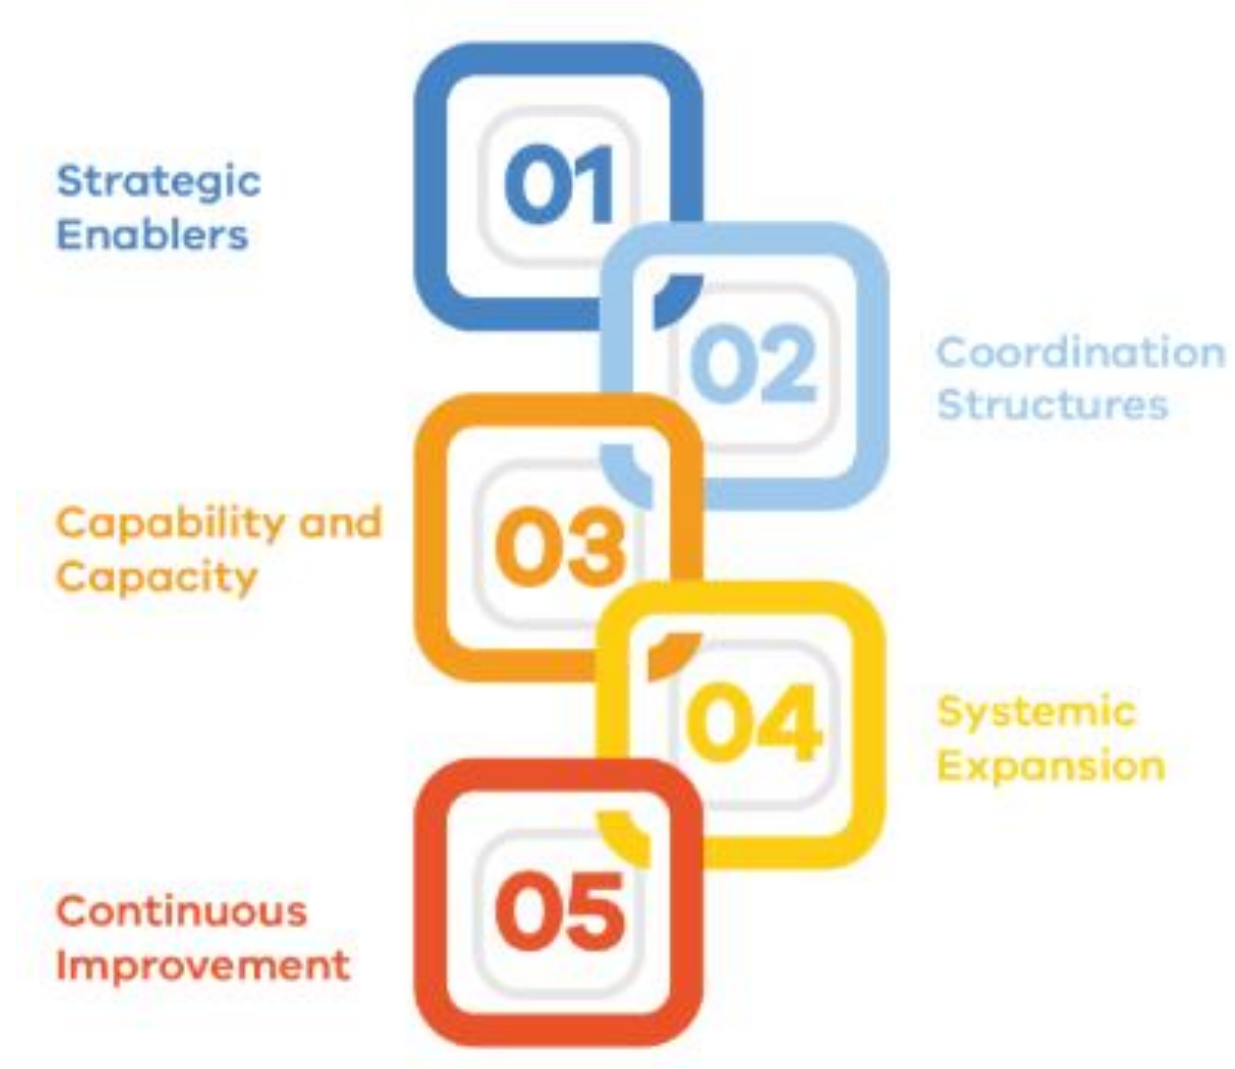 01
Strategic
Enablers
02
Coordination
Structures
03
Capability and
Capacity
04
Systemic
Expansion
05
Continuous
Improvement